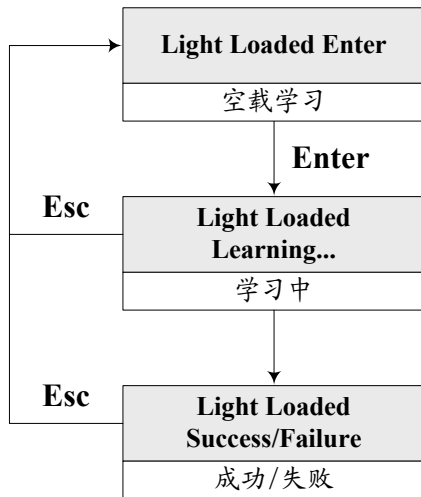 Light Loaded Enter
空载学习
Enter
Esc
Light Loaded
Learning...
学习中
Esc
Light Loaded
Success/Failure
成功/失败